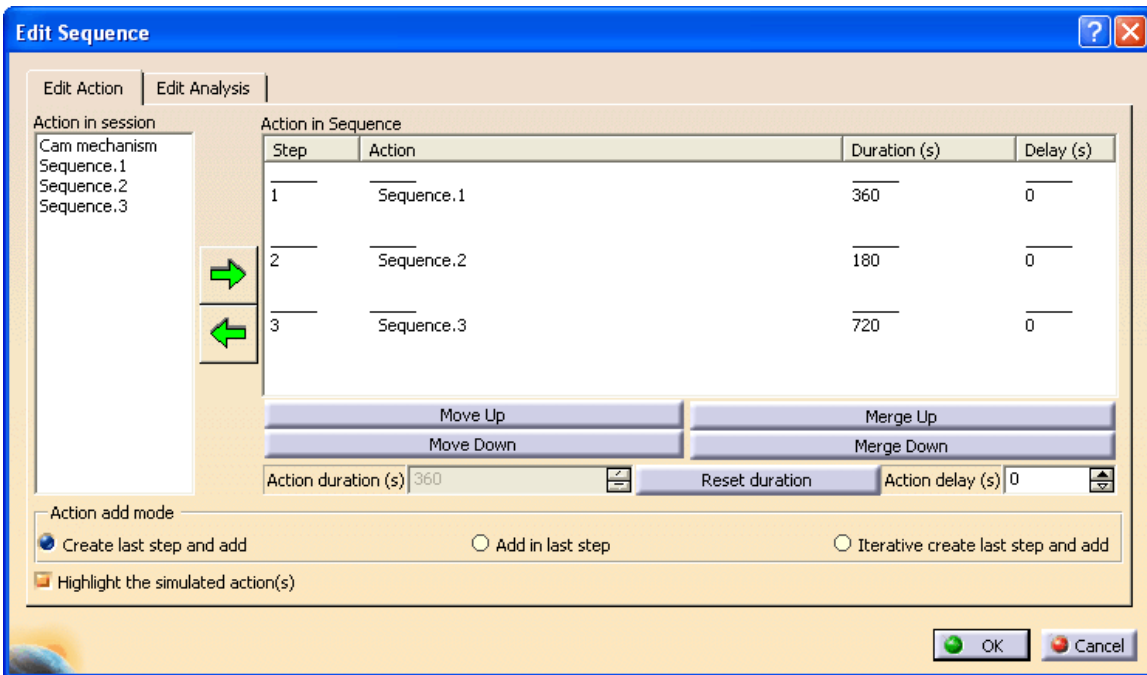 Edit Sequence
Edit Action Edit Analysis
Action in session
Cam mechanism
Sequence.1
Sequence.2
Sequence.3
Action in Sequence
Step Action Duration (s) Delay (s)
1 Sequence.1 360 0
2 Sequence.2 180 0
3 Sequence.3 720 0
Move Up Merge Up
Move Down Merge Down
Action duration (s) 360 Reset duration Action delay (s) 0
Action add mode
Create last step and add Add in last step Iterative create last step and add
Highlight the simulated action(s)
OK Cancel